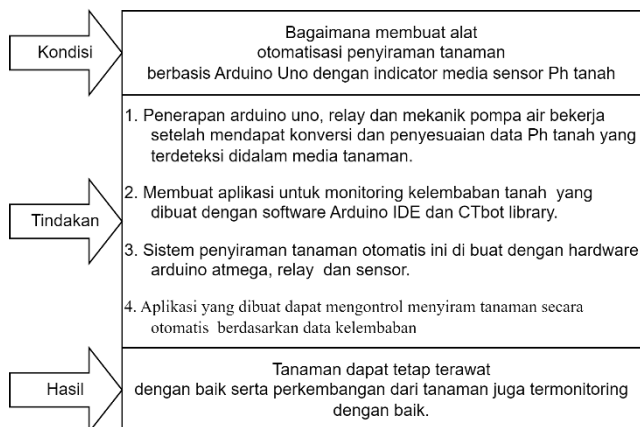 Kondisi
Bagaimana membuat alat
otomatisasi penyiraman tanaman
berbasis Arduino Uno dengan indicator media sensor Ph tanah
Tindakan
1. Penerapan arduino uno, relay dan mekanik pompa air bekerja
setelah mendapat konversi dan penyesuaian data Ph tanah yang
terdeteksi didalam media tanaman.
2. Membuat aplikasi untuk monitoring kelembaban tanah yang
dibuat dengan software Arduino IDE dan CTbot library.
3. Sistem penyiraman tanaman otomatis ini di buat dengan hardware
arduino atmega, relay dan sensor.
4. Aplikasi yang dibuat dapat mengontrol menyiram tanaman secara
otomatis berdasarkan data kelembaban
Hasil
Tanaman dapat tetap terawat
dengan baik serta perkembangan dari tanaman juga termonitoring
dengan baik.